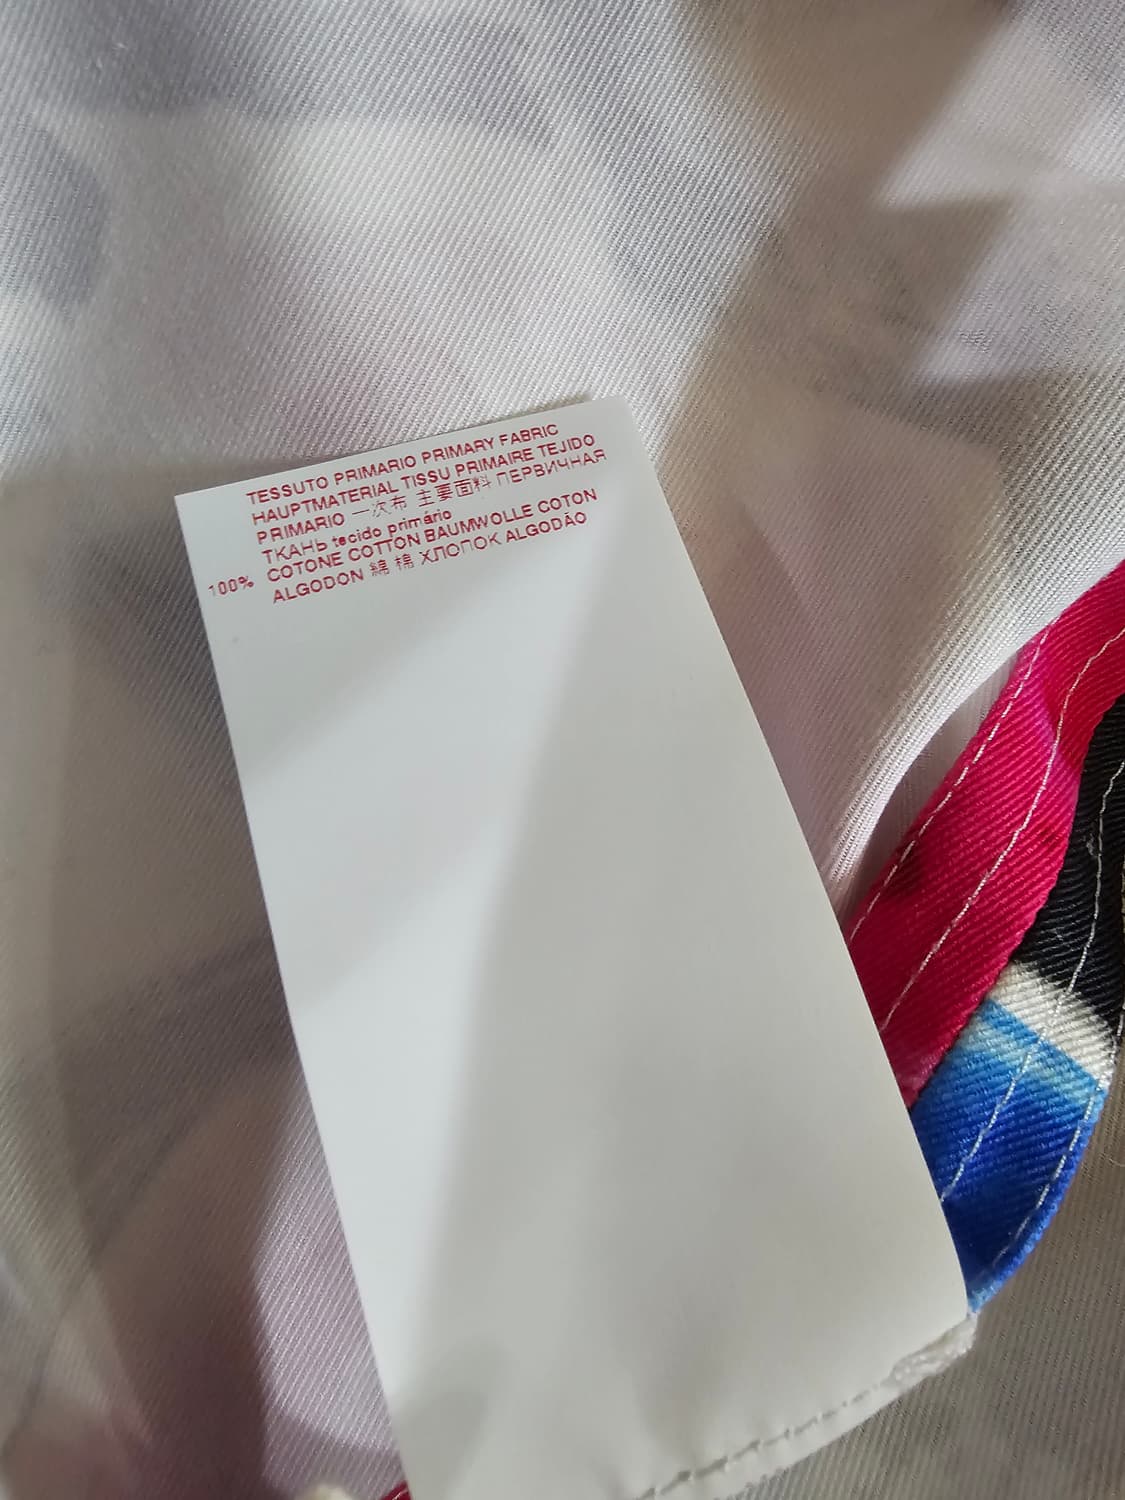 TESSUTO PRIMARIO PRIMARY FABRIC
HAUPTMATERIAL TISSU PRIMAIRE TEJIDO
PRIMARIO 一次布 主要面料 ПЕРВИЧНАЯ
ТКАНЬ tecido primário
100% COTONE COTTON BAUMWOLLE COTON
ALGODON 綿 棉 ХЛОПОК ALGODÃO